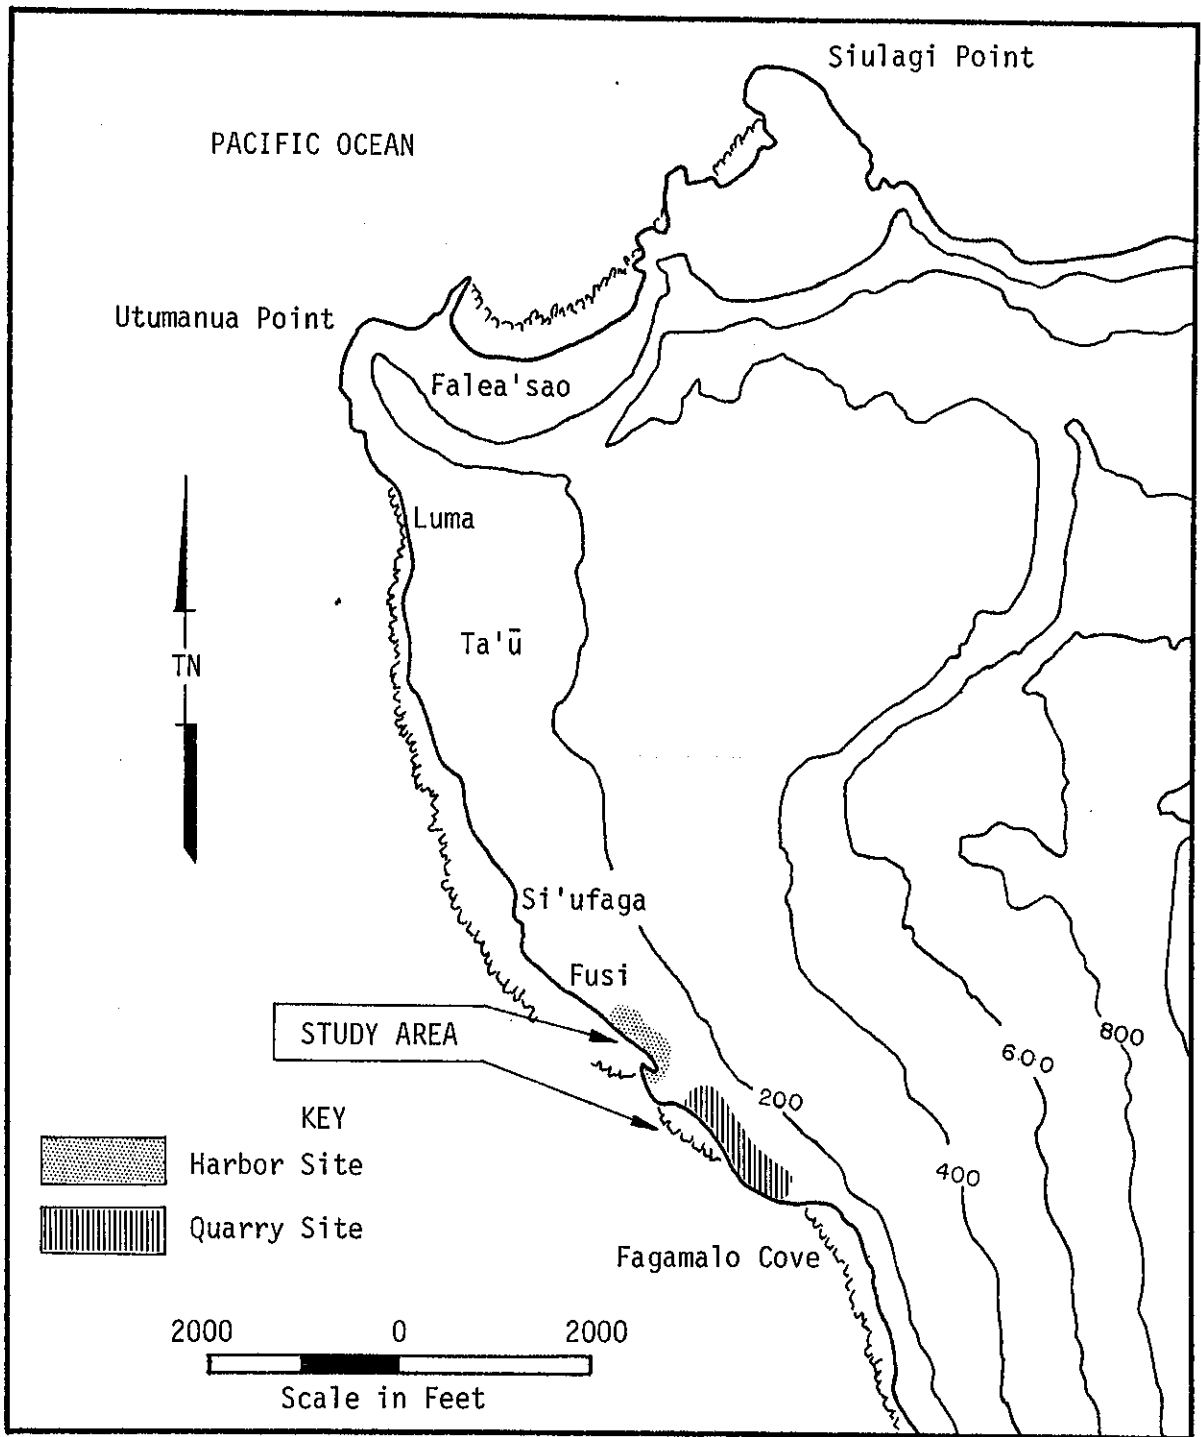 Siulagi Point
PACIFIC OCEAN
Utumanua Point
Falea'sao
Luma
Ta'ū
TN
Si'ufaga
Fusi
STUDY AREA
800
600
200
KEY
Harbor Site
400
Quarry Site
Fagamalo Cove
2000 0 2000
Scale in Feet